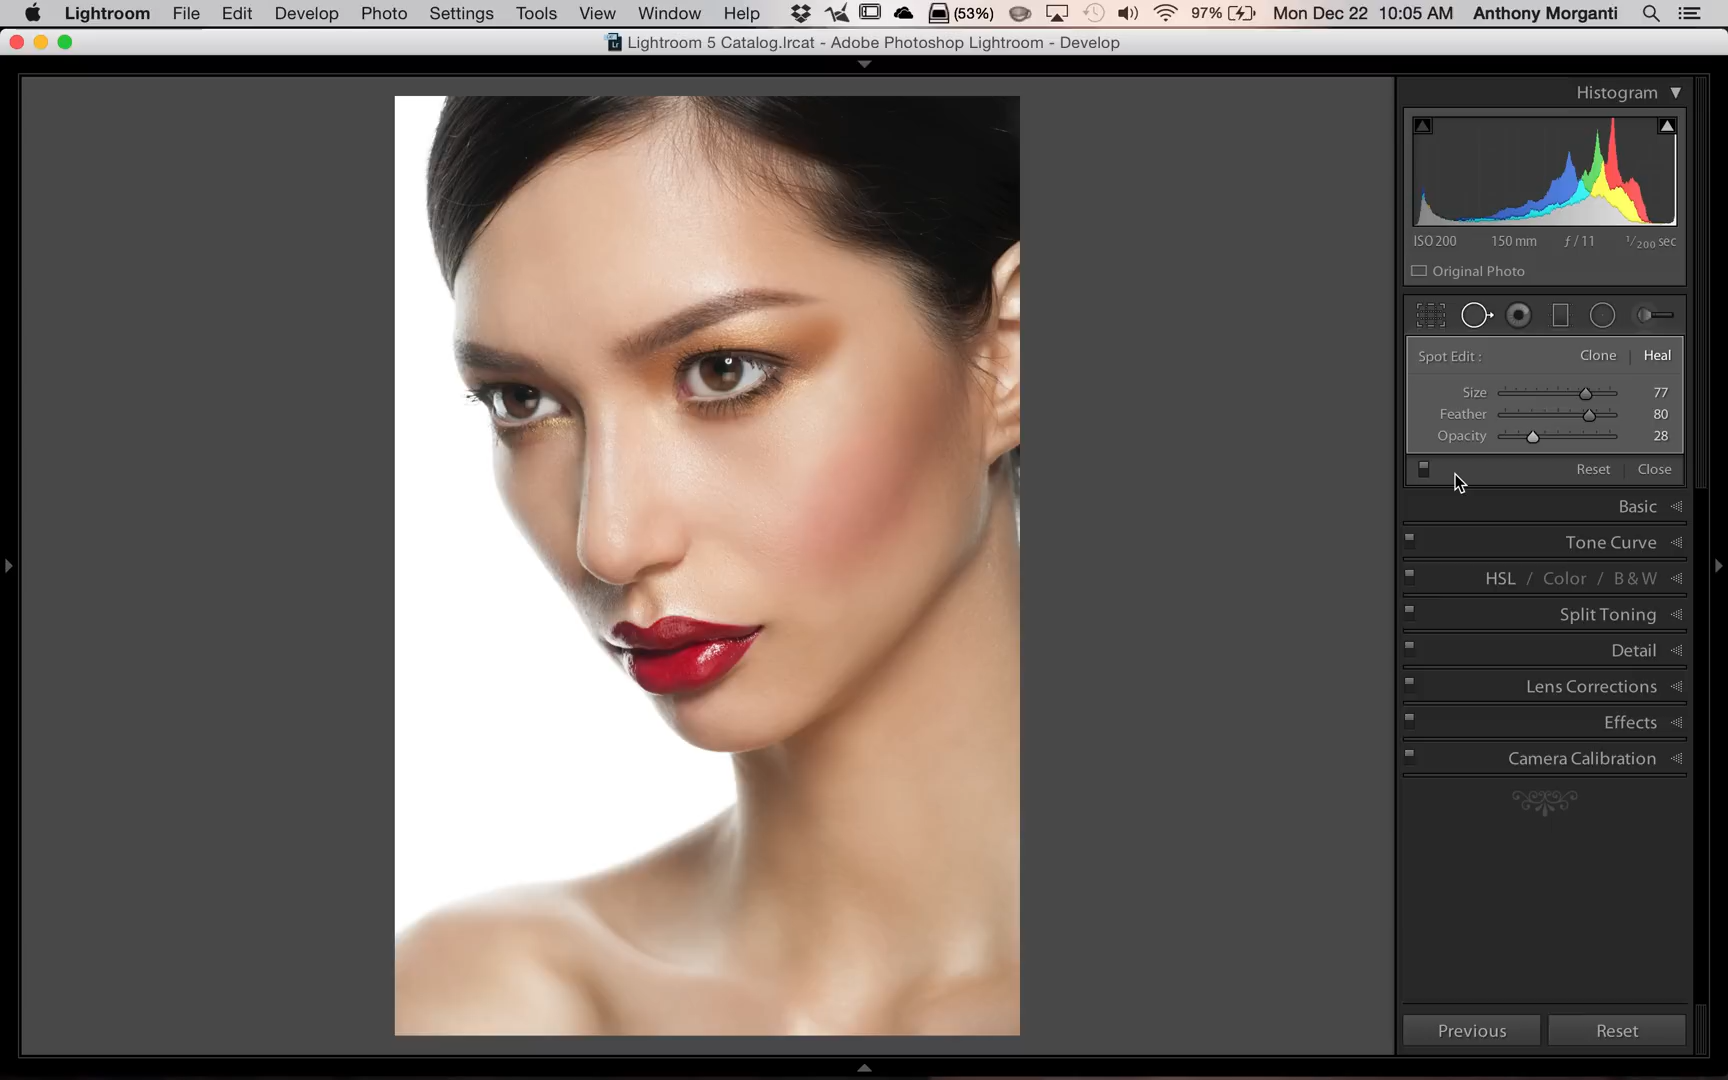 Lightroom File Edit Develop Photo Settings Tools View Window Help (53%) 97% Mon Dec 22 10:05 AM Anthony Morganti
Lightroom 5 Catalog.lrcat - Adobe Photoshop Lightroom - Develop
Histogram
ISO 200 150 mm ƒ / 11 1/200 sec
Original Photo
Spot Edit : Clone Heal
Size 77
Feather 80
Opacity 28
Reset Close
Basic
Tone Curve
HSL / Color / B & W
Split Toning
Detail
Lens Corrections
Effects
Camera Calibration
Previous Reset